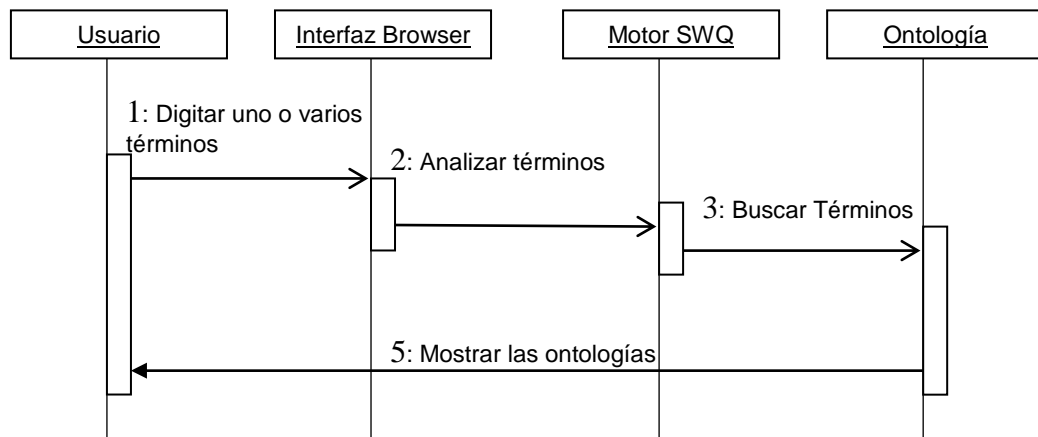 Usuario
Interfaz Browser
Motor SWQ
Ontología
1: Digitar uno o varios
términos
2: Analizar términos
3: Buscar Términos
5: Mostrar las ontologías